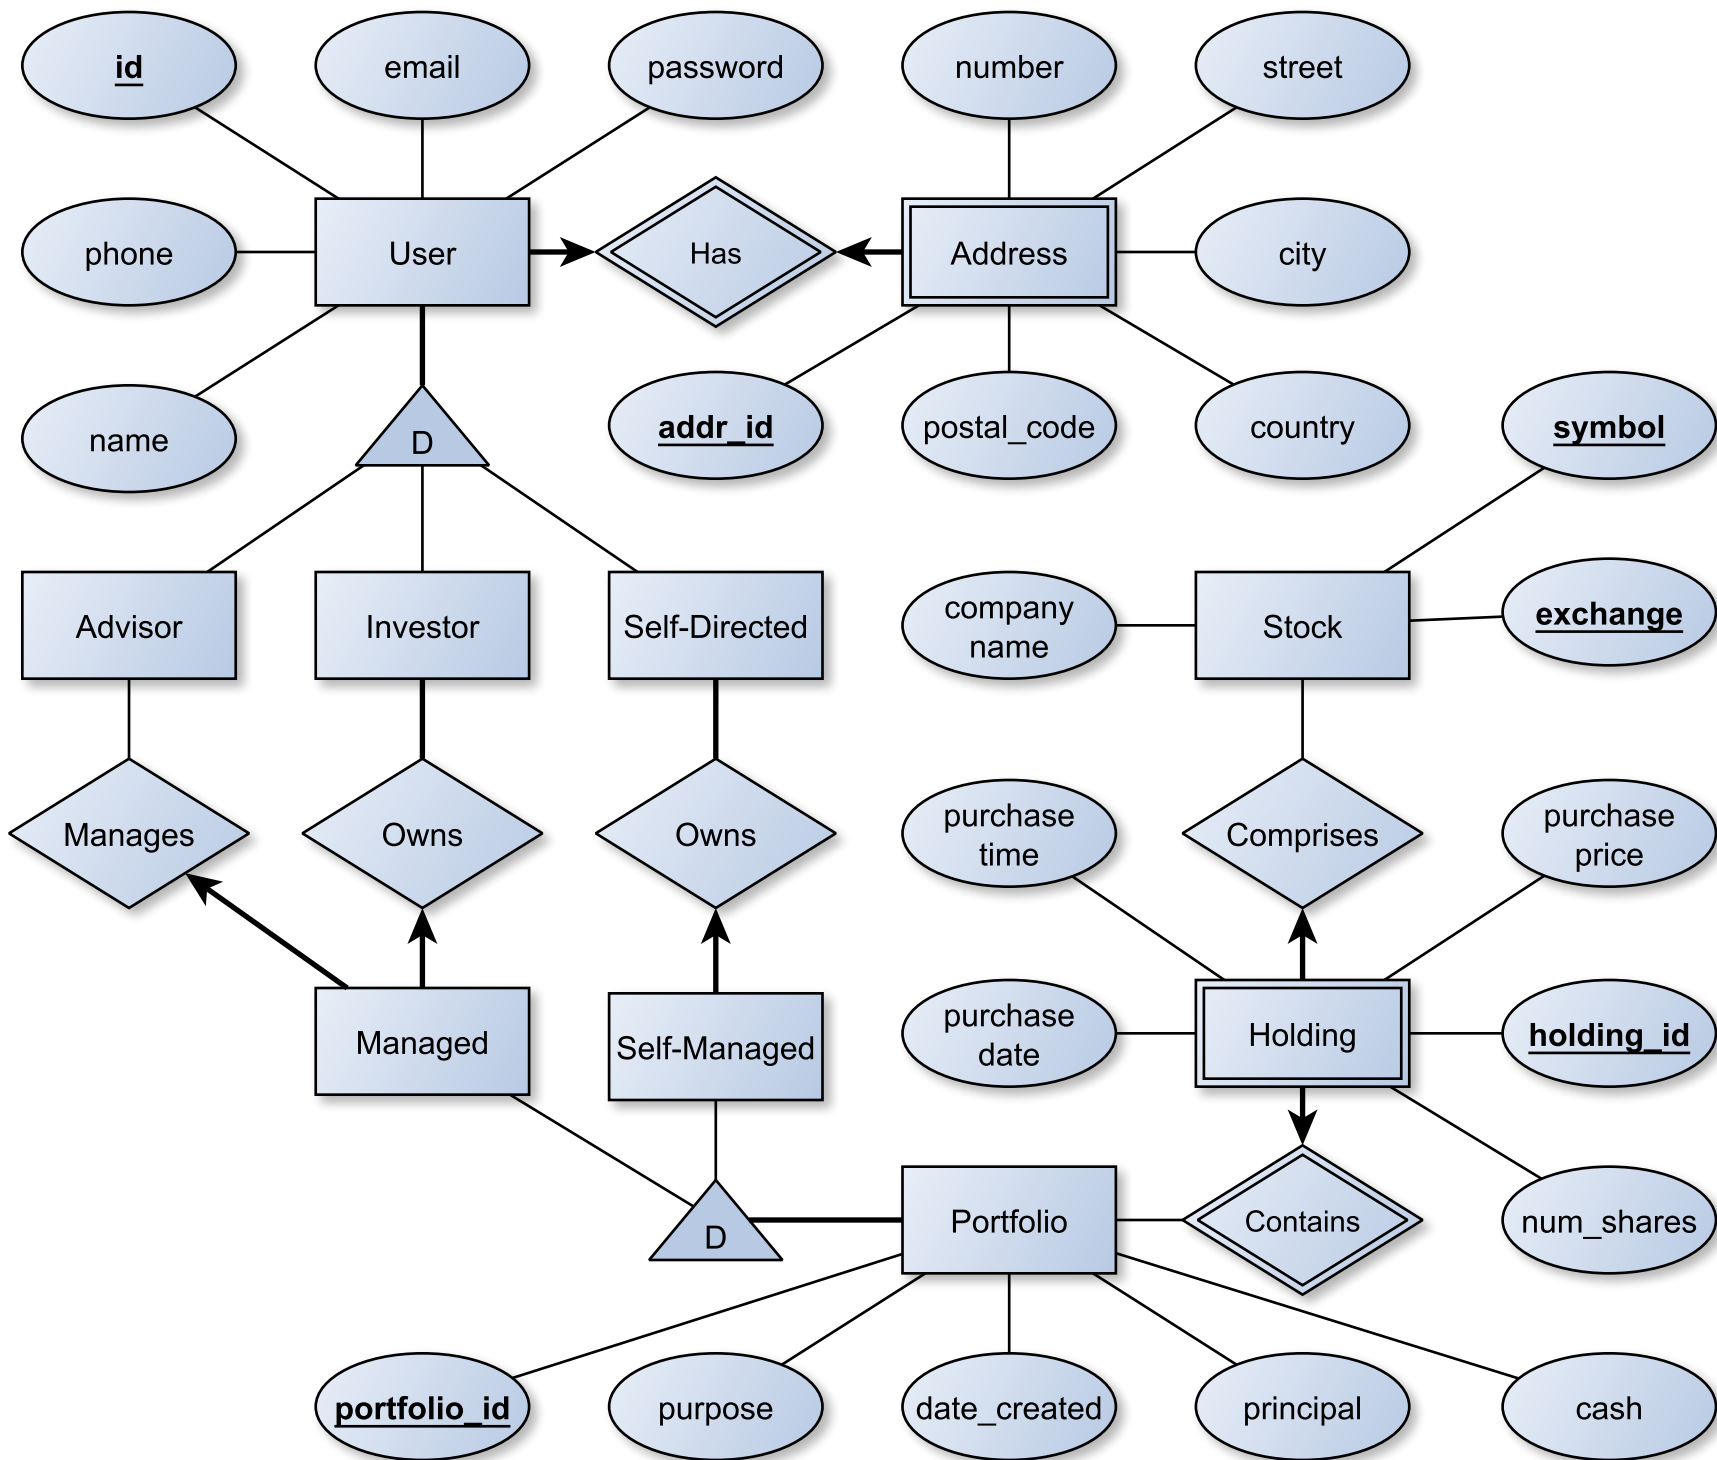 id
email
password
number
street
phone
User
Has
Address
city
name
D
addr_id
postal_code
country
symbol
Advisor
Investor
Self-Directed
company
name
Stock
exchange
Manages
Owns
Owns
purchase
time
Comprises
purchase
price
Managed
Self-Managed
purchase
date
Holding
holding_id
D
Portfolio
Contains
num_shares
portfolio_id
purpose
date_created
principal
cash